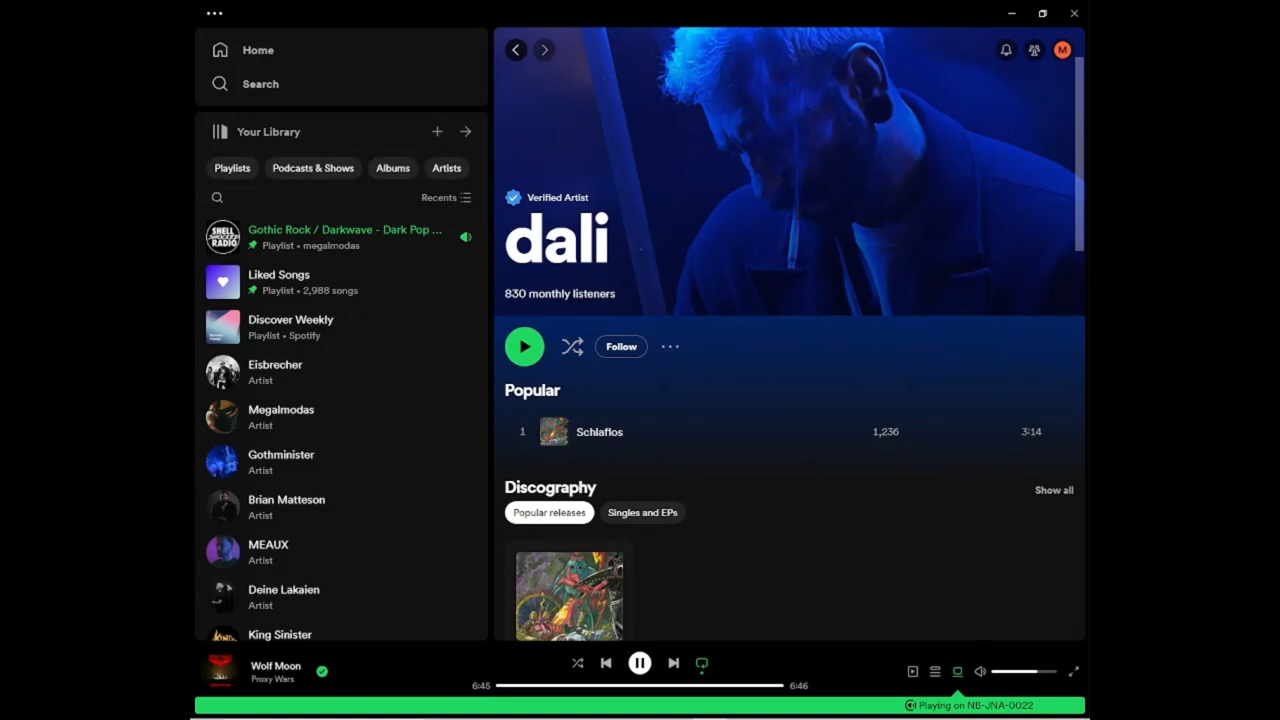 Home
Search
Your Library
Playlists
Podcasts & Shows
Albums
Artists
Recents
SHELL SHOCKED RADIO
Gothic Rock / Darkwave - Dark Pop ...
Playlist • megalmodas
Liked Songs
Playlist • 2,988 songs
Discover Weekly
Playlist • Spotify
Eisbrecher
Artist
Megalmodas
Artist
Gothminister
Artist
Brian Matteson
Artist
MEAUX
Artist
Deine Lakaien
Artist
King Sinister
M
Verified Artist
dali
830 monthly listeners
Follow
Popular
1 Schlaflos 1,236 3:14
Discography
Show all
Popular releases
Singles and EPs
Wolf Moon
Proxy Wars
6:45
6:46
Playing on NB-JNA-0022